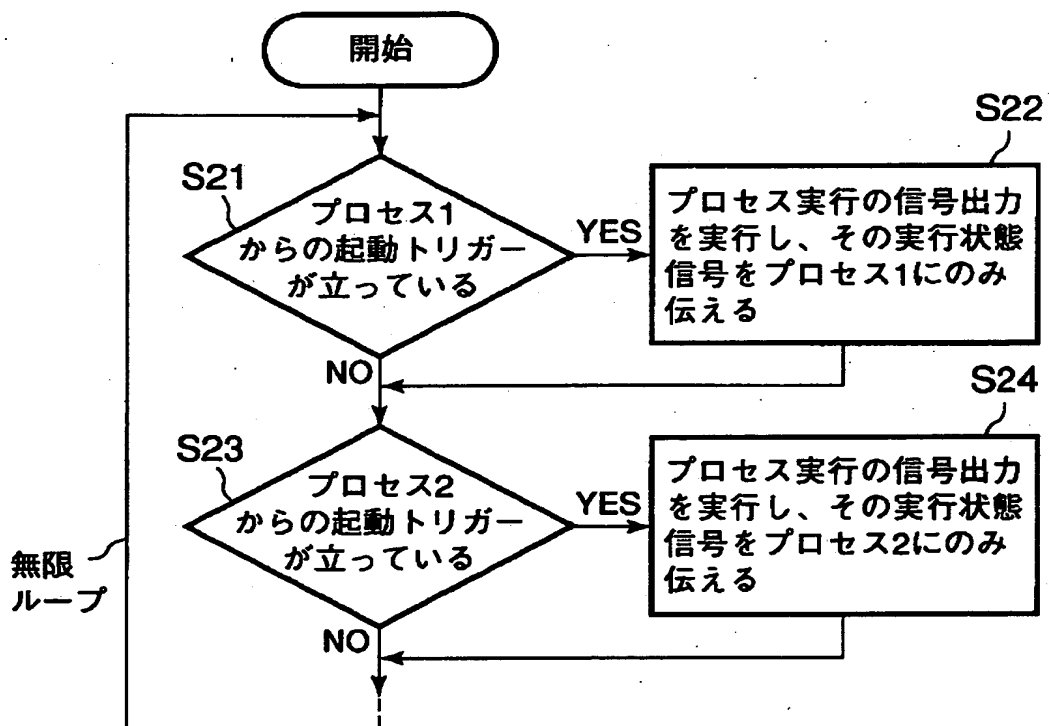 開始
S21
プロセス1
からの起動トリガー
が立っている
YES
S22
プロセス実行の信号出力
を実行し、その実行状態
信号をプロセス1にのみ
伝える
NO
S23
プロセス2
からの起動トリガー
が立っている
YES
S24
プロセス実行の信号出力
を実行し、その実行状態
信号をプロセス2にのみ
伝える
NO
無限
ループ